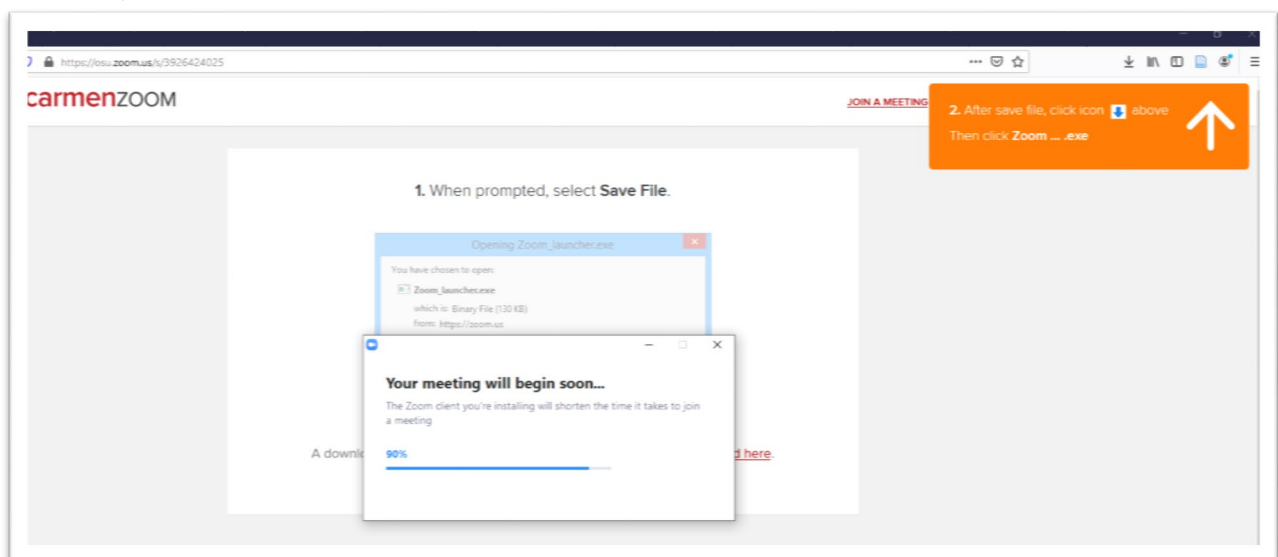 https://osu.zoom.us/s/3926424025
carmenZOOM
JOIN A MEETING
2. After save file, click icon above
Then click Zoom ... .exe
1. When prompted, select Save File.
Opening Zoom_launcher.exe
You have chosen to open:
Zoom_launcher.exe
which is: Binary File (130 KB)
from: https://zoom.us
Your meeting will begin soon...
The Zoom client you're installing will shorten the time it takes to join
a meeting
90%
A downl
d here.